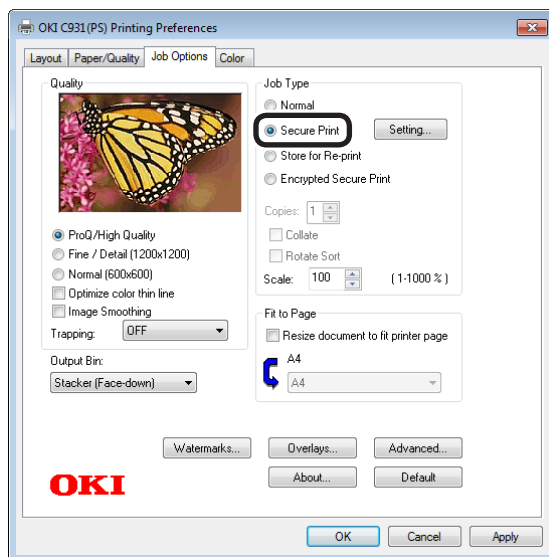 OKI C931(PS) Printing Preferences
Layout Paper/Quality Job Options Color
Quality
ProQ/High Quality
Fine / Detail (1200x1200)
Normal (600x600)
Optimize color thin line
Image Smoothing
Trapping: OFF
Output Bin:
Stacker (Face-down)
Job Type
Normal
Secure Print Setting...
Store for Re-print
Encrypted Secure Print
Copies: 1
Collate
Rotate Sort
Scale: 100 ( 1-1000 % )
Fit to Page
Resize document to fit printer page
A4
A4
Watermarks... Overlays... Advanced...
About... Default
OKI
OK Cancel Apply